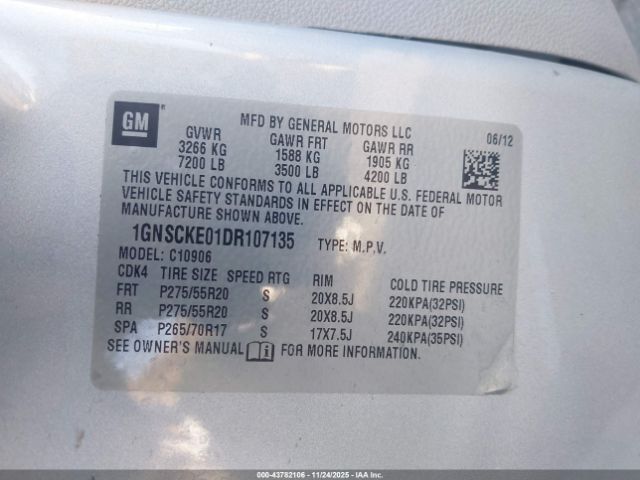 GM
MFD BY GENERAL MOTORS LLC
06/12
GVWR GAWR FRT GAWR RR
3266 KG 1588 KG 1905 KG
7200 LB 3500 LB 4200 LB
THIS VEHICLE CONFORMS TO ALL APPLICABLE U.S. FEDERAL MOTOR
VEHICLE SAFETY STANDARDS IN EFFECT ON THE DATE OF
MANUFACTURE SHOWN ABOVE.
1GNSCKE01DR107135 TYPE: M.P.V.
MODEL: C10906
CDK4 TIRE SIZE SPEED RTG RIM COLD TIRE PRESSURE
FRT P275/55R20 S 20X8.5J 220KPA(32PSI)
RR P275/55R20 S 20X8.5J 220KPA(32PSI)
SPA P265/70R17 S 17X7.5J 240KPA(35PSI)
SEE OWNER'S MANUAL FOR MORE INFORMATION.
000-43782106 - 11/24/2025 - IAA Inc.